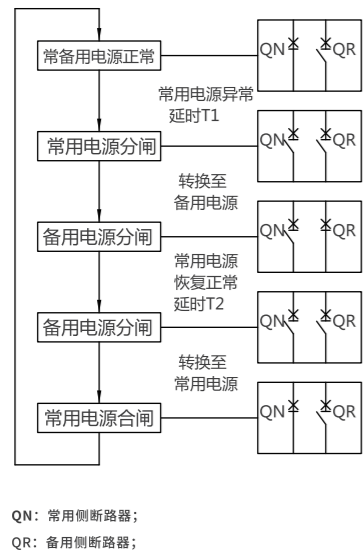 常备用电源正常
QN
QR
常用电源异常
延时T1
常用电源分闸
QN
QR
转换至
备用电源
备用电源分闸
QN
QR
常用电源
恢复正常
延时T2
备用电源分闸
QN
QR
转换至
常用电源
常用电源合闸
QN
QR
QN：常用侧断路器；
QR：备用侧断路器；